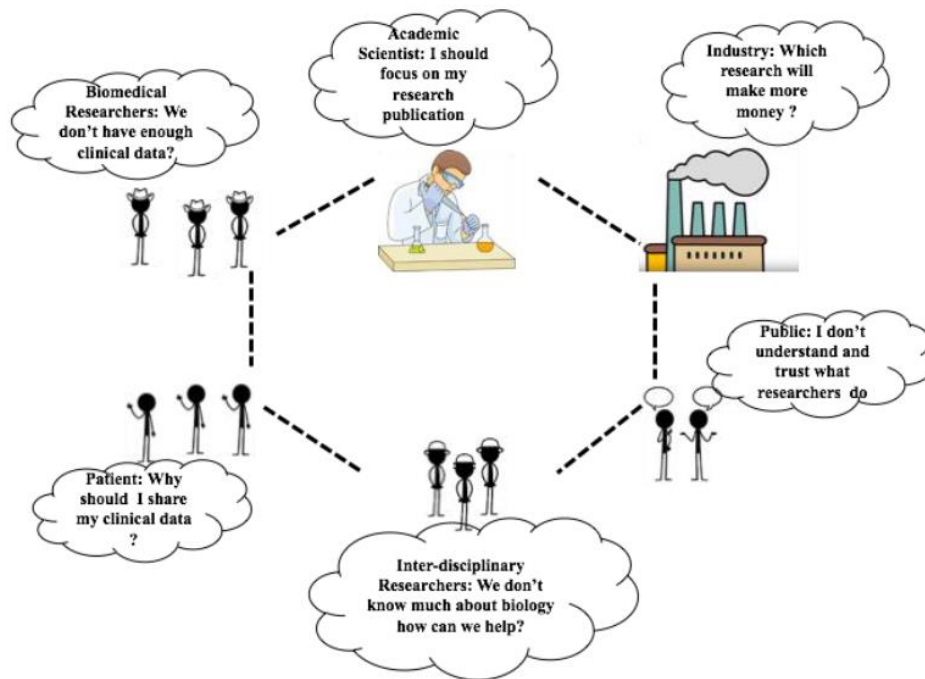 Academic
Scientist: I should
focus on my
research
publication
Industry: Which
research will
make more
money ?
Biomedical
Researchers: We
don't have enough
clinical data?
Public: I don't
understand and
trust what
researchers do
Patient: Why
should I share
my clinical data
?
Inter-disciplinary
Researchers: We don't
know much about biology
how can we help?